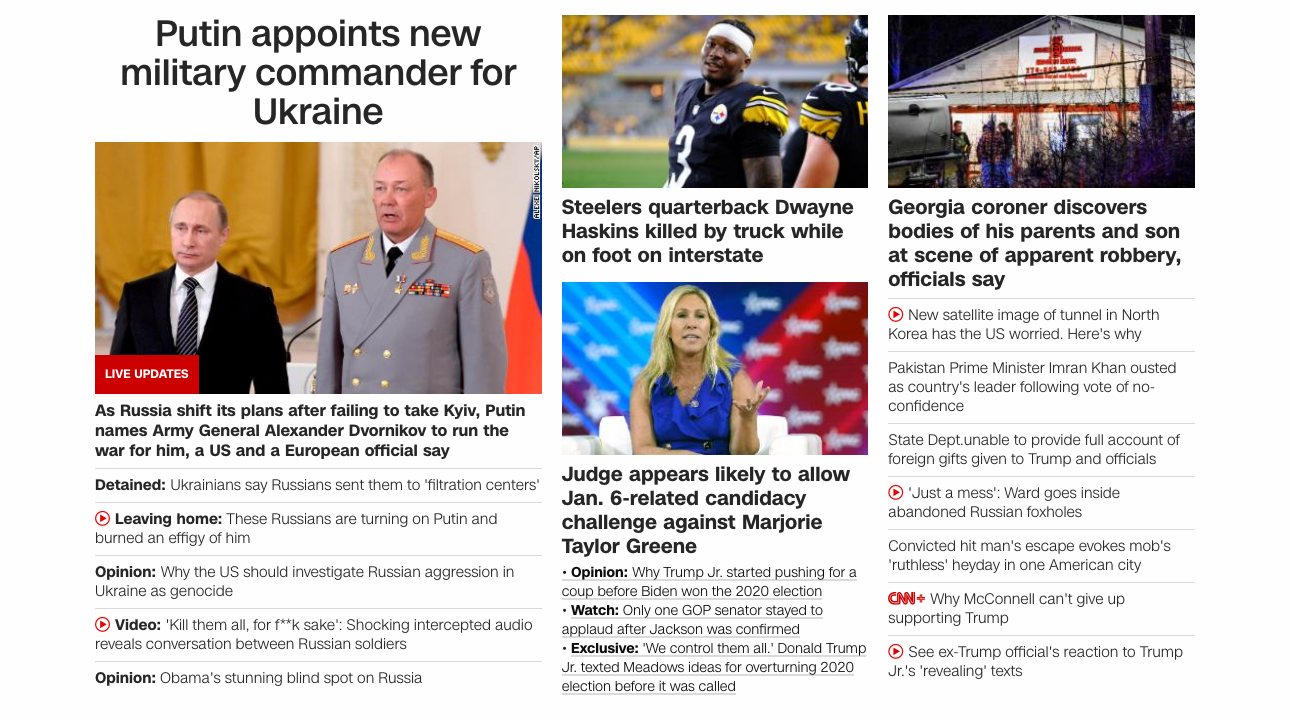 Putin appoints new
military commander for
Ukraine
ALEXEI NIKOLSKY/AP
LIVE UPDATES
As Russia shift its plans after failing to take Kyiv, Putin
names Army General Alexander Dvornikov to run the
war for him, a US and a European official say
Detained: Ukrainians say Russians sent them to 'filtration centers'
Leaving home: These Russians are turning on Putin and
burned an effigy of him
Opinion: Why the US should investigate Russian aggression in
Ukraine as genocide
Video: 'Kill them all, for f**k sake': Shocking intercepted audio
reveals conversation between Russian soldiers
Opinion: Obama's stunning blind spot on Russia
3
H
Steelers quarterback Dwayne
Haskins killed by truck while
on foot on interstate
Judge appears likely to allow
Jan. 6-related candidacy
challenge against Marjorie
Taylor Greene
• Opinion: Why Trump Jr. started pushing for a
coup before Biden won the 2020 election
• Watch: Only one GOP senator stayed to
applaud after Jackson was confirmed
• Exclusive: 'We control them all.' Donald Trump
Jr. texted Meadows ideas for overturning 2020
election before it was called
Georgia coroner discovers
bodies of his parents and son
at scene of apparent robbery,
officials say
New satellite image of tunnel in North
Korea has the US worried. Here's why
Pakistan Prime Minister Imran Khan ousted
as country's leader following vote of no-
confidence
State Dept.unable to provide full account of
foreign gifts given to Trump and officials
'Just a mess': Ward goes inside
abandoned Russian foxholes
Convicted hit man's escape evokes mob's
'ruthless' heyday in one American city
CNN+ Why McConnell can't give up
supporting Trump
See ex-Trump official's reaction to Trump
Jr.'s 'revealing' texts